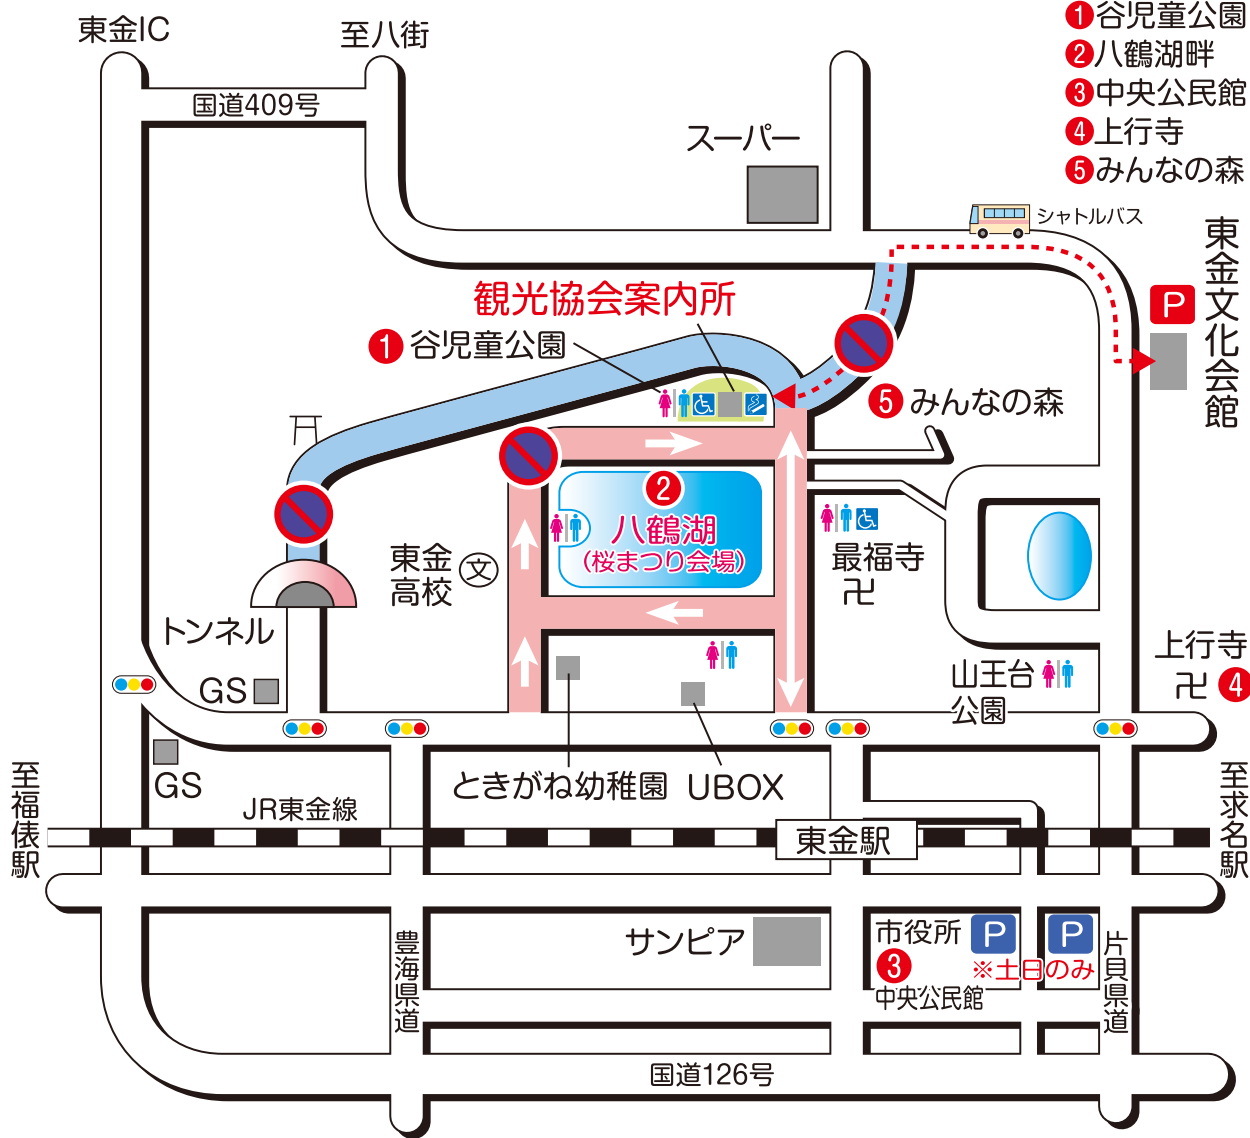 東金IC
至八街
❶谷児童公園
❷八鶴湖畔
❸中央公民館
❹上行寺
❺みんなの森
国道409号
スーパー
シャトルバス
東金文化会館
P
観光協会案内所
❶谷児童公園
❺みんなの森
❷
八鶴湖
(桜まつり会場)
東金
高校
文
最福寺
卍
トンネル
GS
山王台
公園
上行寺
卍❹
GS
ときがね幼稚園
UBOX
至福俵駅
JR東金線
東金駅
至求名駅
サンピア
市役所
P
P
❸
※土日のみ
中央公民館
豊海県道
片貝県道
国道126号